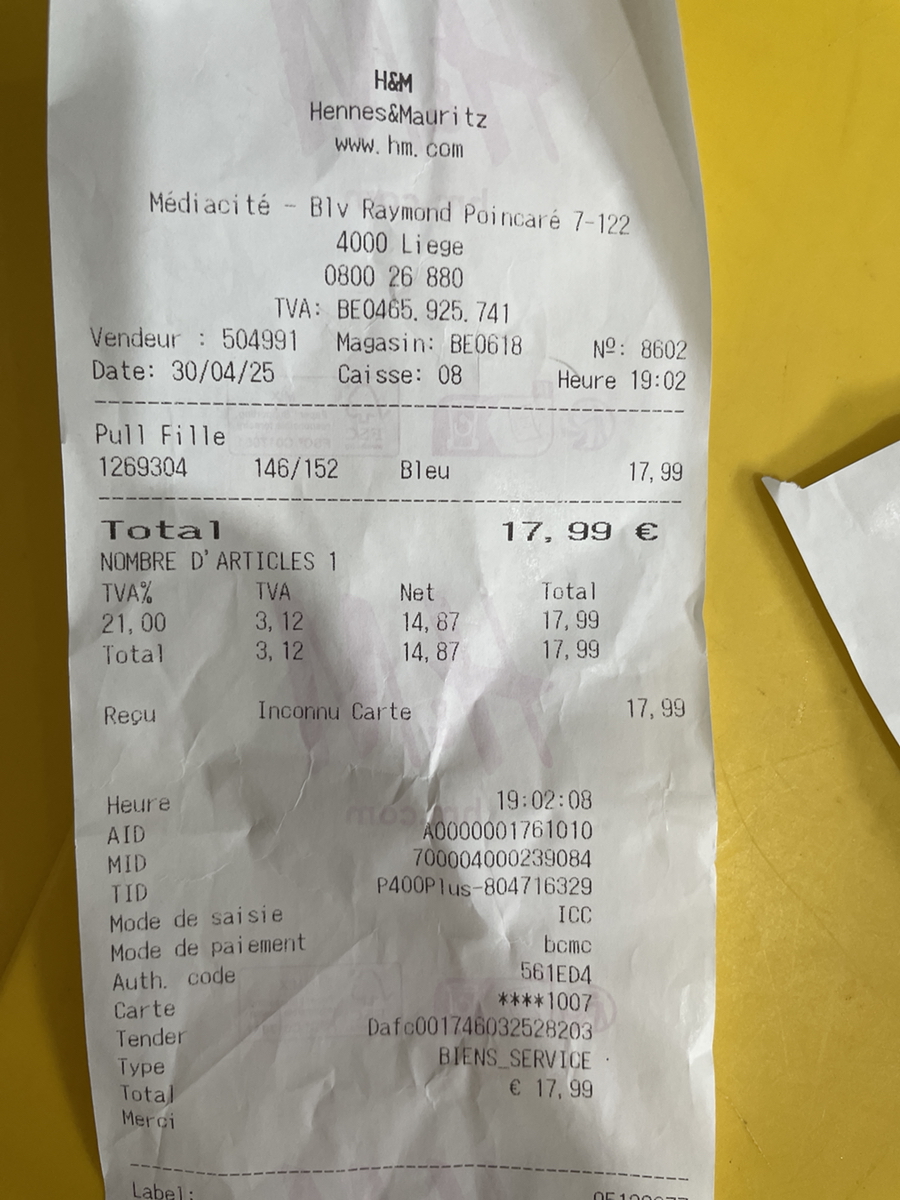 H&M
Hennes&Mauritz
www.hm.com
Médiacité - Blv Raymond Poincaré 7-122
4000 Liege
0800 26 880
TVA: BE0465.925.741
Vendeur : 504991 Magasin: BE0618 Nº: 8602
Date: 30/04/25 Caisse: 08 Heure 19:02
Pull Fille
1269304 146/152 Bleu 17,99
Total 17,99 €
NOMBRE D'ARTICLES 1
TVA% TVA Net Total
21,00 3,12 14,87 17,99
Total 3,12 14,87 17,99
Reçu Inconnu Carte 17,99
Heure 19:02:08
AID A0000001761010
MID 700004000239084
TID P400Plus-804716329
Mode de saisie ICC
Mode de paiement bcmc
Auth. code 561ED4
Carte ****1007
Tender Dafc001746032528203
Type BIENS_SERVICE
Total € 17,99
Merci
Label: